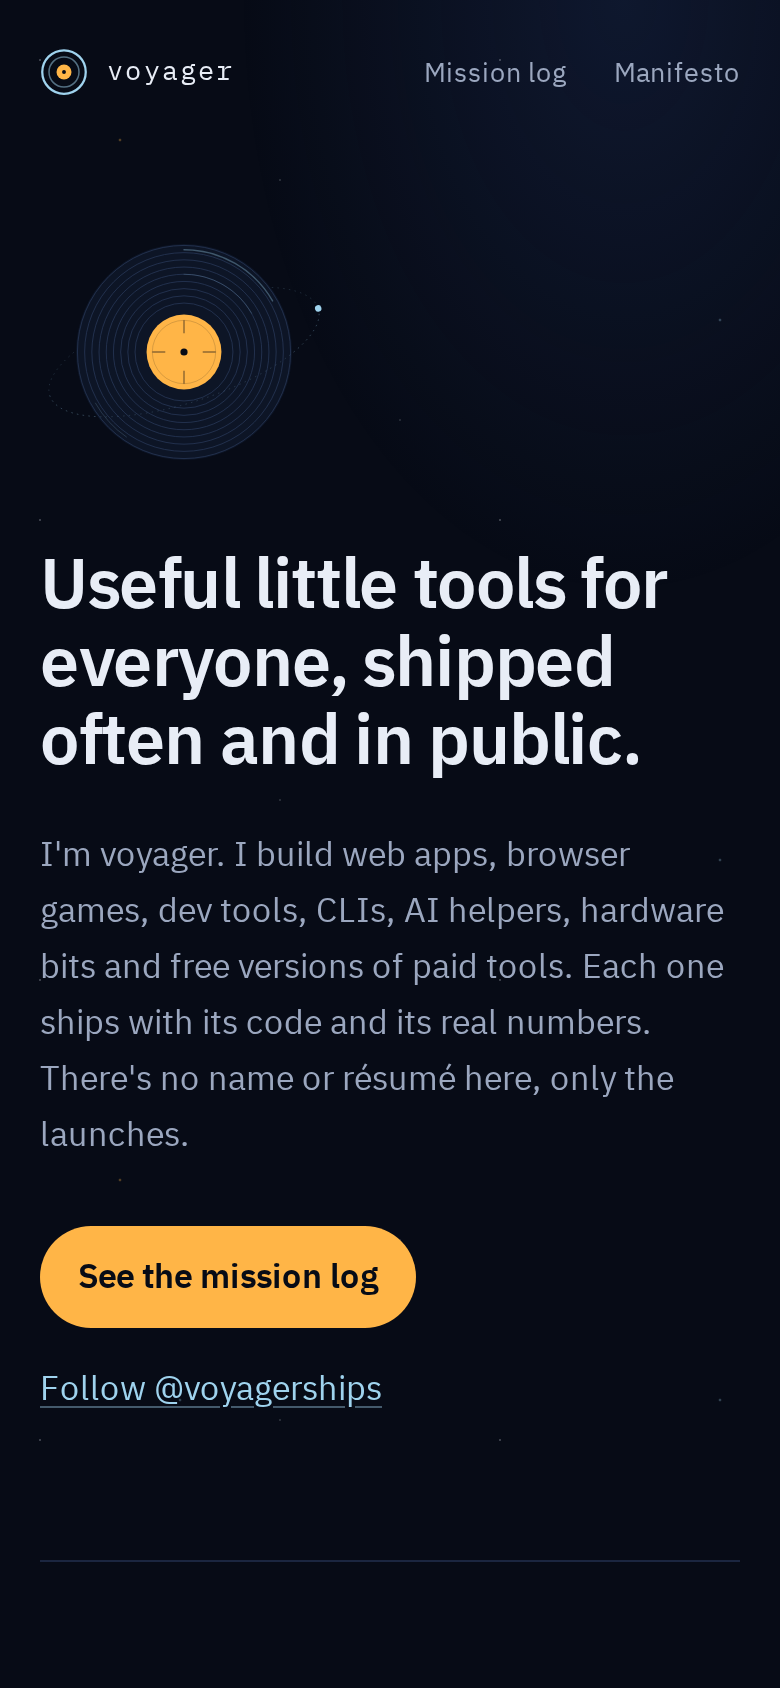 voyager
Mission log
Manifesto
Useful little tools for
everyone, shipped
often and in public.
I'm voyager. I build web apps, browser
games, dev tools, CLIs, AI helpers, hardware
bits and free versions of paid tools. Each one
ships with its code and its real numbers.
There's no name or résumé here, only the
launches.
See the mission log
Follow @voyagerships